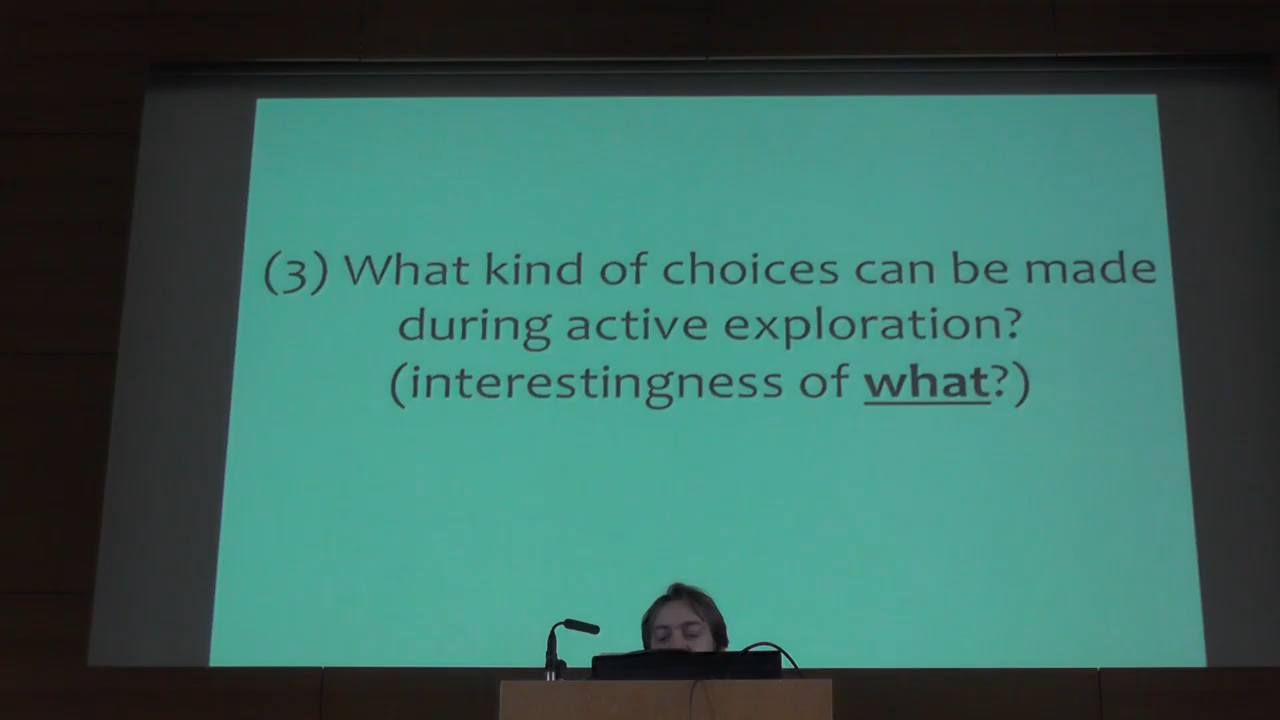 (3) What kind of choices can be made
during active exploration?
(interestingness of what?)